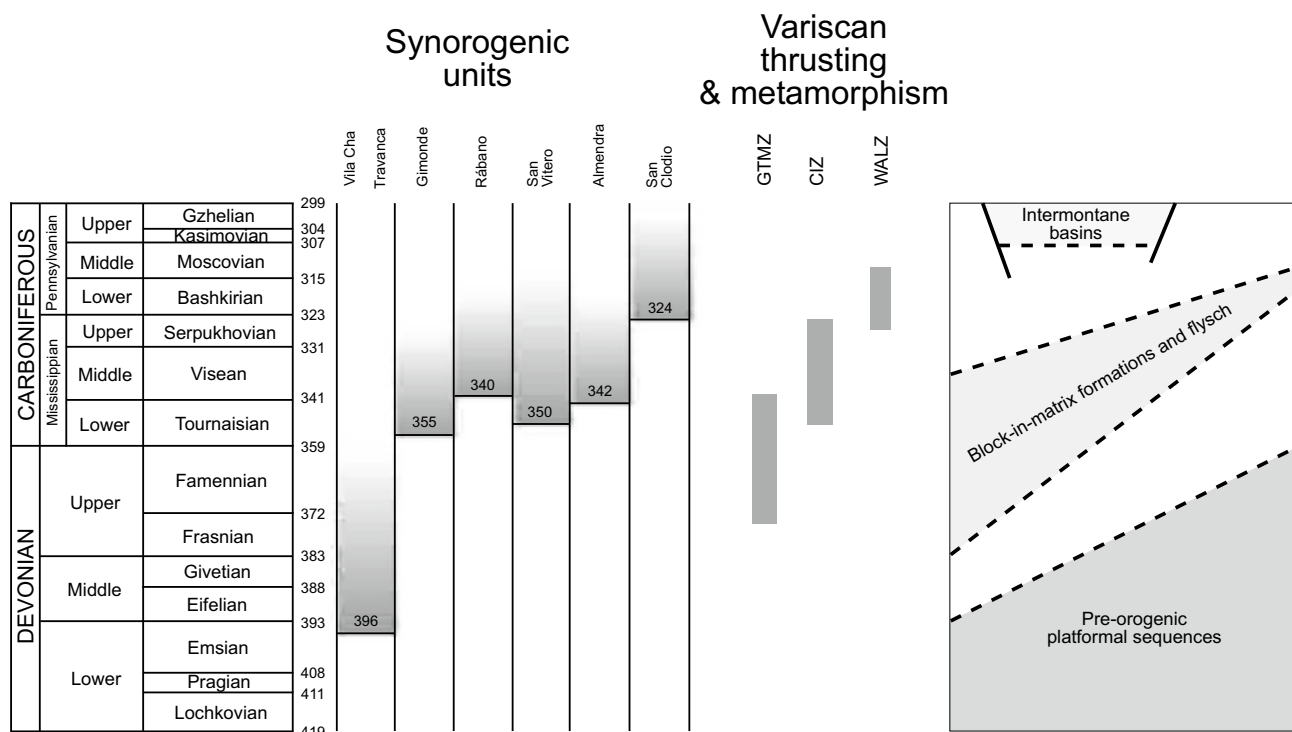 Synorogenic
units
Variscan
thrusting
& metamorphism
Vila Cha
Travanca
Gimonde
Rábano
San
Vitero
Almendra
San
Clodio
GTMZ
CIZ
WALZ
CARBONIFEROUS
Pennsylvanian
Upper
Gzhelian
Kasimovian
Middle
Moscovian
Lower
Bashkirian
Mississippian
Upper
Serpukhovian
Middle
Visean
Lower
Tournaisian
DEVONIAN
Upper
Famennian
Frasnian
Middle
Givetian
Eifelian
Lower
Emsian
Pragian
Lochkovian
299
304
307
315
323
331
341
359
372
383
388
393
408
411
419
396
355
340
350
342
324
Intermontane
basins
Block-in-matrix formations and flysch
Pre-orogenic
platformal sequences